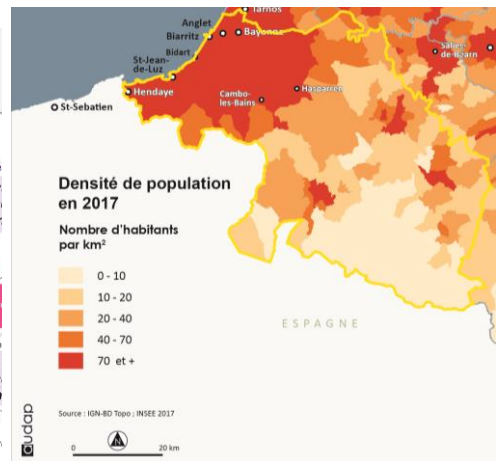 Tarnos
Anglet
Bayonne
Biarritz
Bidart
St-Jean-
de-Luz
Salies-
de-Béarn
Hendaye
Cambo-
les-Bains
Hasparren
St-Sebatien
Densité de population
en 2017
Nombre d'habitants
par km²
0 - 10
10 - 20
20 - 40
40 - 70
70 et +
ESPAGNE
Source : IGN-BD Topo ; INSEE 2017
audap
N
0 20 km